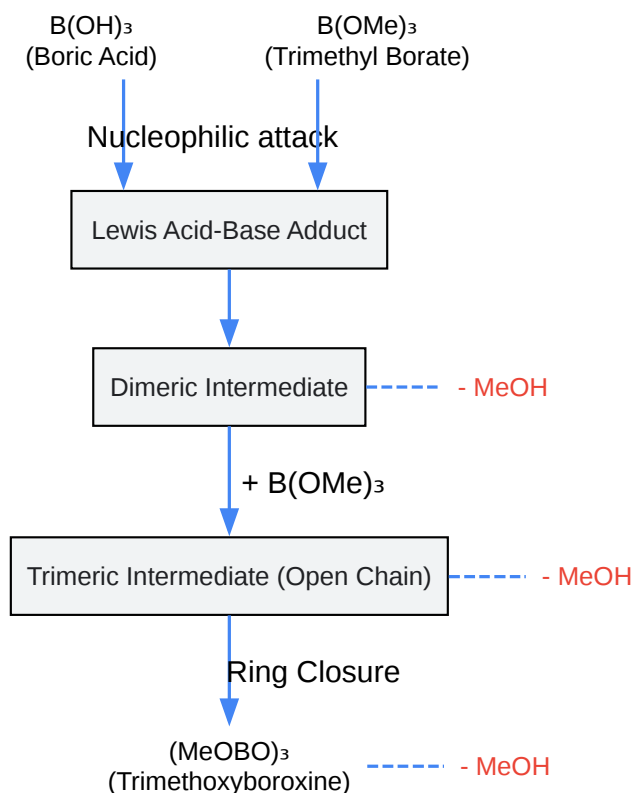 B(OH)₃
(Boric Acid)
B(OMe)₃
(Trimethyl Borate)
Nucleophilic attack
Lewis Acid-Base Adduct
Dimeric Intermediate
- MeOH
+ B(OMe)₃
Trimeric Intermediate (Open Chain)
- MeOH
Ring Closure
(MeOBO)₃
(Trimethoxyboroxine)
- MeOH